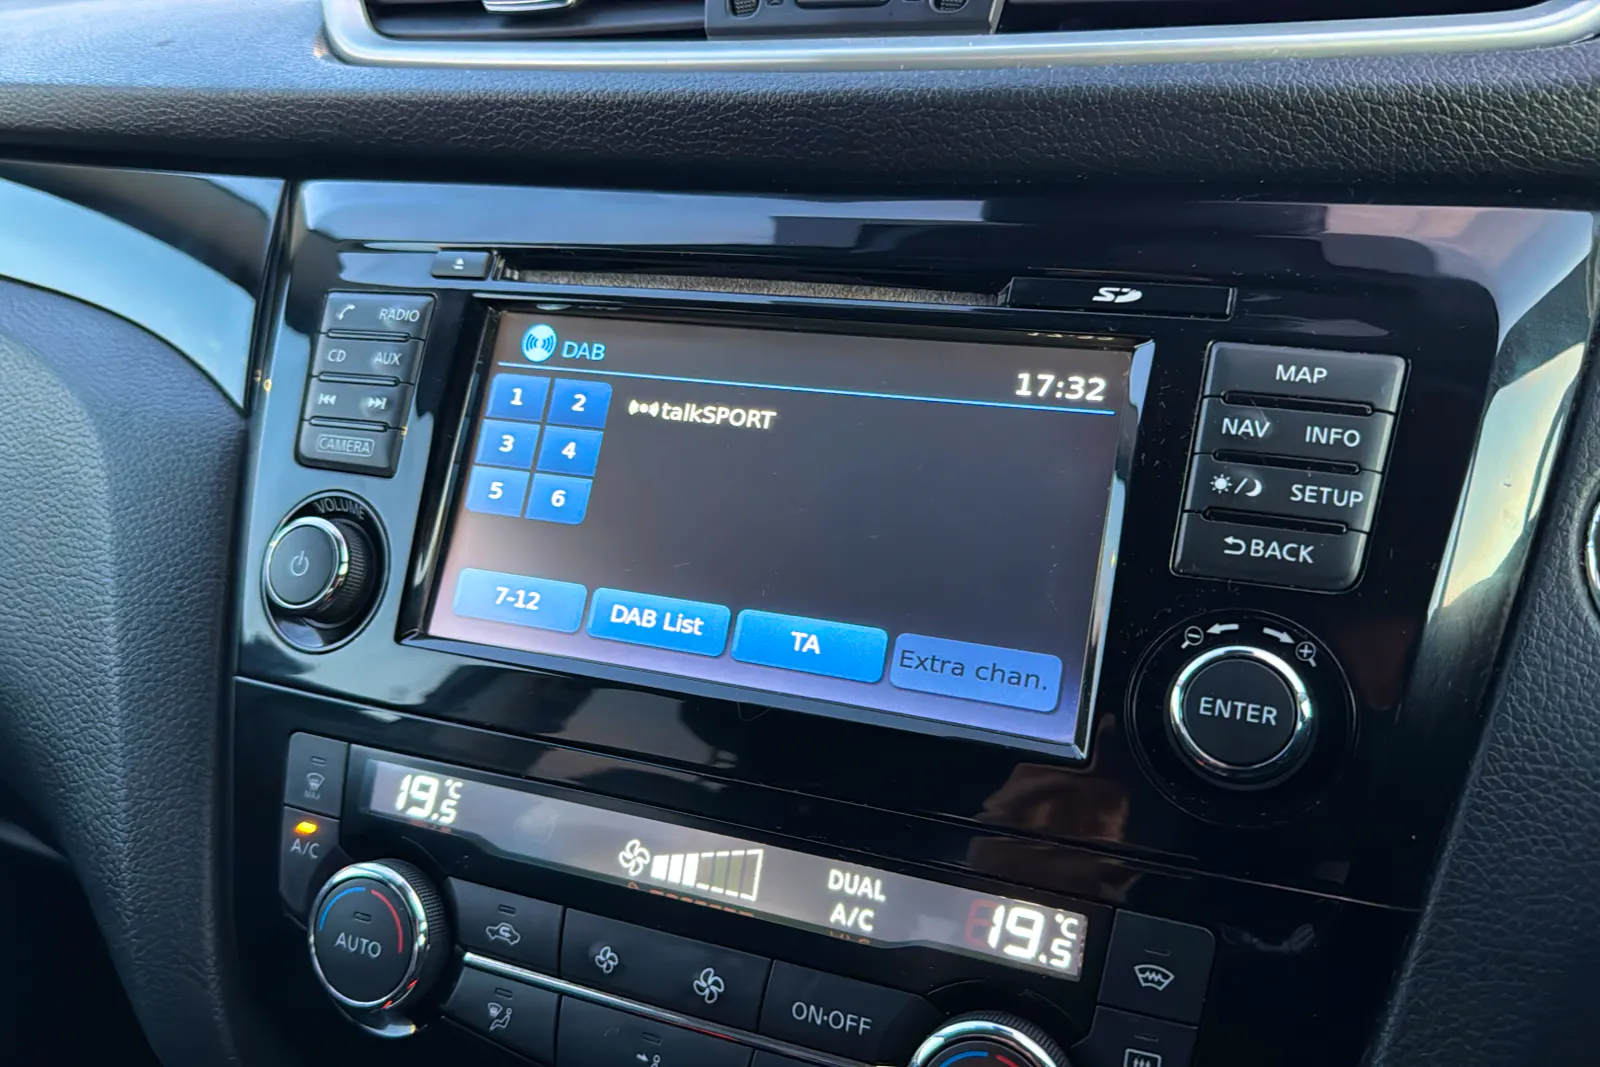 SD
RADIO
CD AUX
CAMERA
VOLUME
DAB
17:32
1 2
3 4
5 6
talkSPORT
7-12
DAB List
TA
Extra chan.
MAP
NAV INFO
SETUP
BACK
ENTER
MAX
A/C
AUTO
19.5°C
DUAL
A/C
19.5°C
ON·OFF